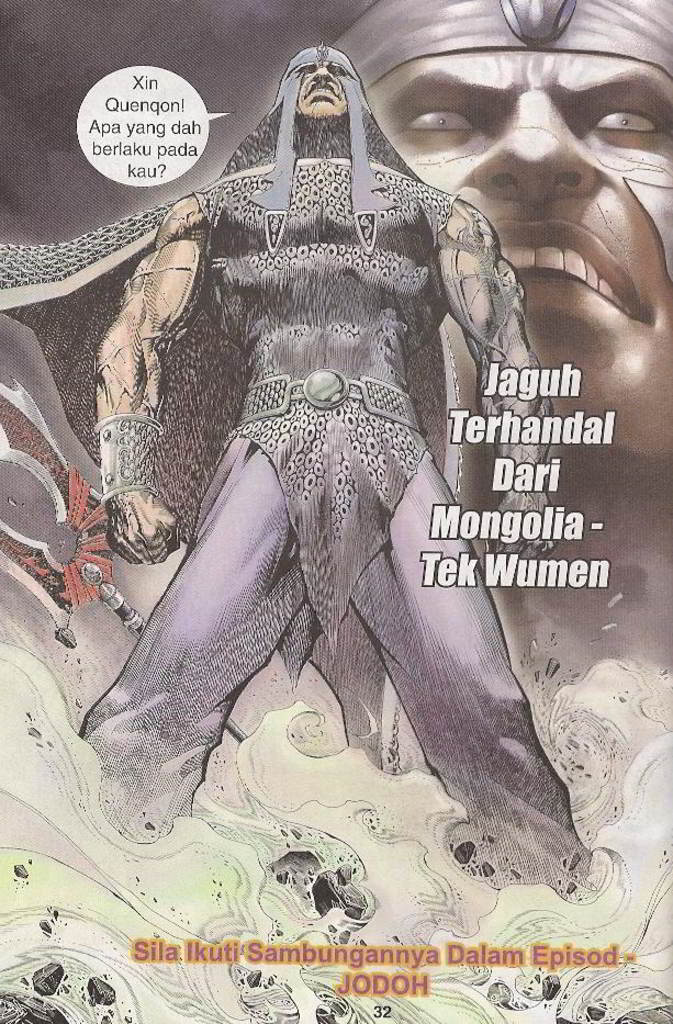 Xin
Quenqon!
Apa yang dah
berlaku pada
kau?
Jaguh
Terhandal
Dari
Mongolia -
Tek Wumen
Sila Ikuti Sambungannya Dalam Episod -
JODOH
32